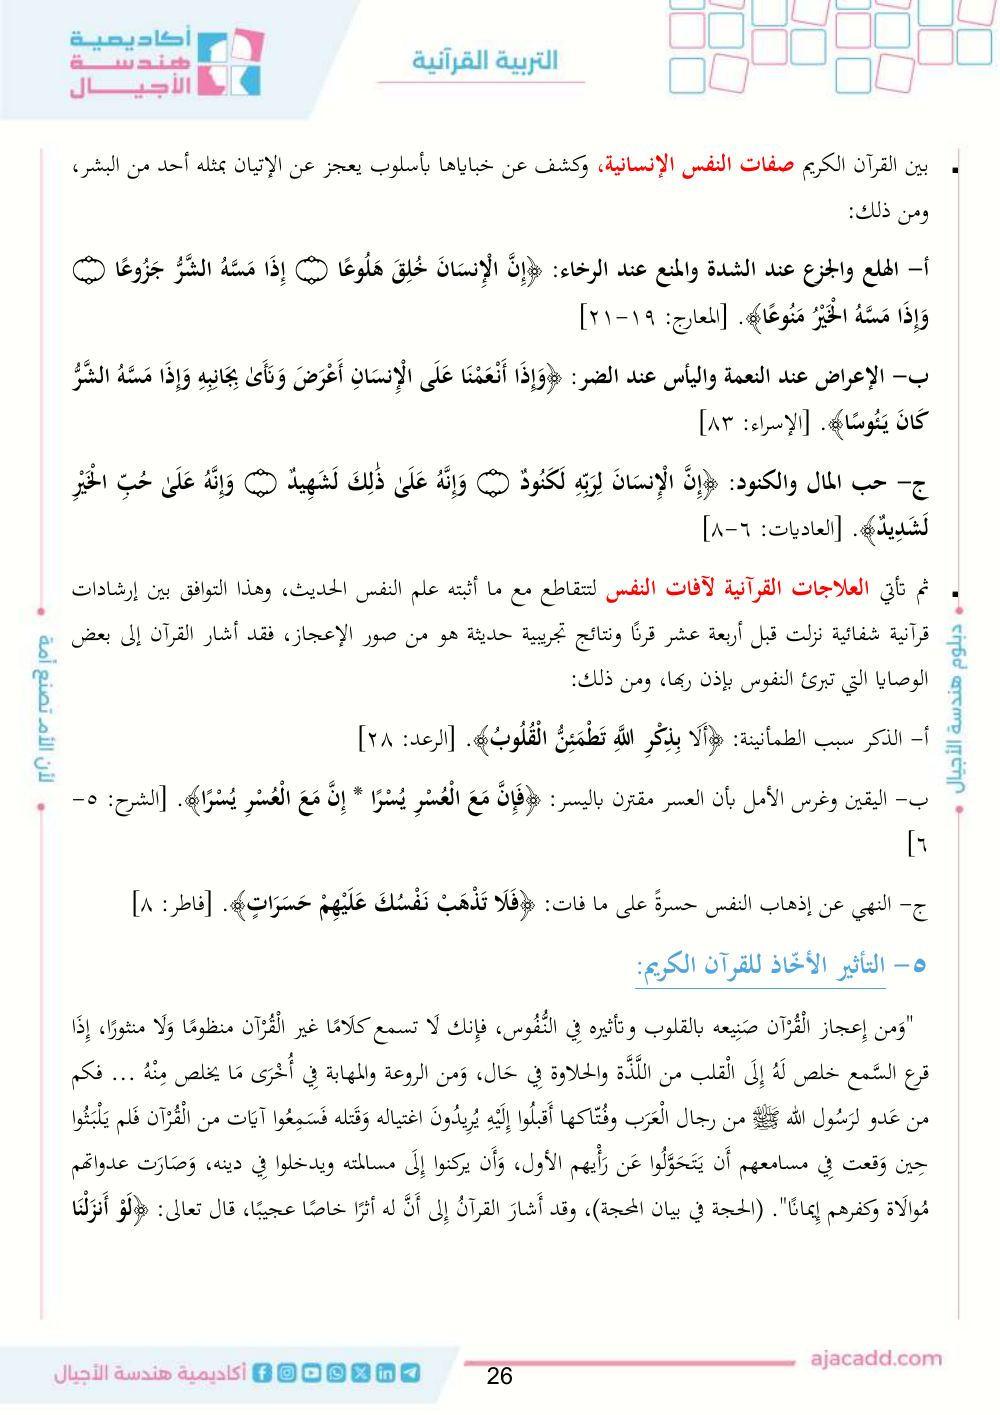 أكاديمية
هندسة
الأجيال
التربية القرآنية
▪ بين القرآن الكريم صفات النفس الإنسانية، وكشف عن خباياها بأسلوب يعجز عن الإتيان بمثله أحد من البشر،
ومن ذلك:
أ- الهلع والجزع عند الشدة والمنع عند الرخاء: ﴿إِنَّ الْإِنسَانَ خُلِقَ هَلُوعًا ۝ إِذَا مَسَّهُ الشَّرُّ جَزُوعًا ۝
وَإِذَا مَسَّهُ الْخَيْرُ مَنُوعًا﴾. [المعارج: ١٩-٢١]
ب- الإعراض عند النعمة واليأس عند الضر: ﴿وَإِذَا أَنْعَمْنَا عَلَى الْإِنسَانِ أَعْرَضَ وَنَأَىٰ بِجَانِبِهِ وَإِذَا مَسَّهُ الشَّرُّ
كَانَ يَئُوسًا﴾. [الإسراء: ٨٣]
ج- حب المال والكنود: ﴿إِنَّ الْإِنسَانَ لِرَبِّهِ لَكَنُودٌ ۝ وَإِنَّهُ عَلَىٰ ذَٰلِكَ لَشَهِيدٌ ۝ وَإِنَّهُ عَلَىٰ حُبِّ الْخَيْرِ
لَشَدِيدٌ﴾. [العاديات: ٦-٨]
▪ ثم تأتي العلاجات القرآنية لآفات النفس لتتقاطع مع ما أثبته علم النفس الحديث، وهذا التوافق بين إرشادات
قرآنية شفائية نزلت قبل أربعة عشر قرنًا ونتائج تجريبية حديثة هو من صور الإعجاز، فقد أشار القرآن إلى بعض
الوصايا التي تبرئ النفوس بإذن ربها، ومن ذلك:
أ- الذكر سبب الطمأنينة: ﴿أَلَا بِذِكْرِ اللَّهِ تَطْمَئِنُّ الْقُلُوبُ﴾. [الرعد: ٢٨]
ب- اليقين وغرس الأمل بأن العسر مقترن باليسر: ﴿فَإِنَّ مَعَ الْعُسْرِ يُسْرًا * إِنَّ مَعَ الْعُسْرِ يُسْرًا﴾. [الشرح: ٥-
٦]
ج- النهي عن إذهاب النفس حسرةً على ما فات: ﴿فَلَا تَذْهَبْ نَفْسُكَ عَلَيْهِمْ حَسَرَاتٍ﴾. [فاطر: ٨]
٥- التأثير الأخّاذ للقرآن الكريم:
"وَمن إعجاز الْقُرْآن صَنِيعه بالقلوب وتأثيره فِي النُّفُوس، فإنك لَا تسمع كلَامًا غير الْقُرْآن منظومًا وَلَا منثورًا، إِذَا
قرع السَّمع خلص لَهُ إِلَى الْقلب من اللَّذَّة والحلاوة فِي حَال، وَمن الروعة والمهابة فِي أُخْرَى مَا يخلص مِنْهُ ... فكم
من عَدو لرَسُول الله ﷺ من رجال الْعَرَب وفُتّاكها أَقبلُوا إِلَيْهِ يُرِيدُونَ اغتياله وَقَتله فَسَمِعُوا آيَات من الْقُرْآن فَلم يَلْبَثُوا
حِين وَقعت فِي مسامعهم أَن يَتَحَوَّلُوا عَن رَأْيهم الأول، وَأَن يركنوا إِلَى مسالمته ويدخلوا فِي دينه، وَصَارَت عدواتهم
مُوالَاة وكفرهم إِيمَانًا". (الحجة في بيان المحجة)، وقد أَشارَ القرآنُ إلى أَنَّ له أثرًا خاصًا عجيبًا، قال تعالى: ﴿لَوْ أَنزَلْنَا
دبلوم هندسة الأجيال
لأن الأم تصنع أمة
أكاديمية هندسة الأجيال
26
ajacadd.com